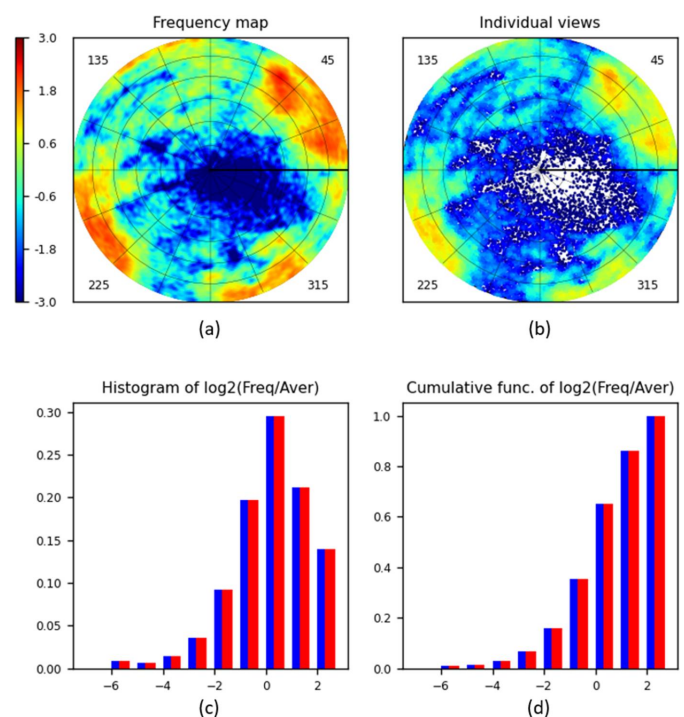 Frequency map
Individual views
3.0
1.8
0.6
-0.6
-1.8
-3.0
135
45
225
315
135
45
225
315
(a)
(b)
Histogram of log2(Freq/Aver)
Cumulative func. of log2(Freq/Aver)
0.30
0.25
0.20
0.15
0.10
0.05
0.00
−6 −4 −2 0 2
1.0
0.8
0.6
0.4
0.2
0.0
−6 −4 −2 0 2
(c)
(d)